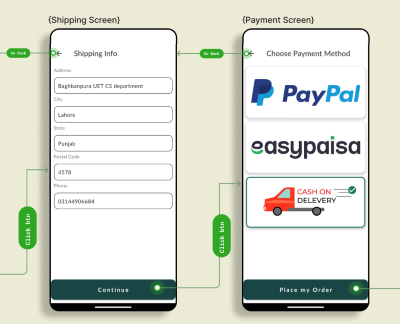 {Shipping Screen}
Go Back
Shipping Info
Address
Baghbanpura UET CS department
City
Lahore
State
Punjab
Postal Code
4578
Phone
03144906684
Click btn
Continue
{Payment Screen}
Go Back
Choose Payment Method
PayPal
easypaisa
CASH ON
DELEVERY
Click btn
Place my Order